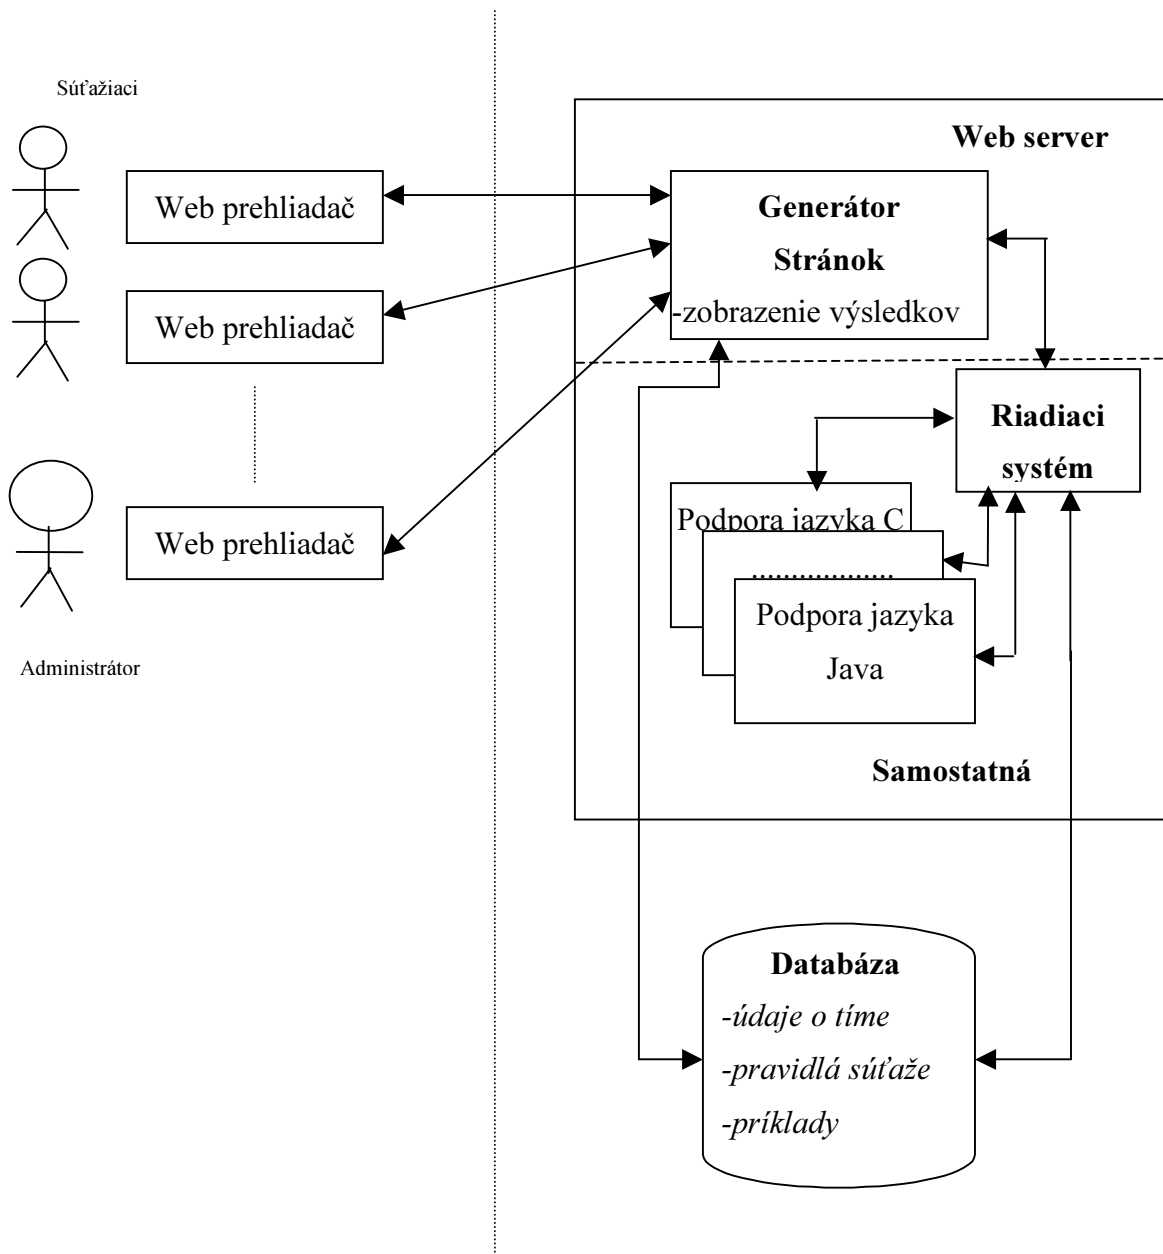 Súťažiaci
Web server
Web prehliadač
Generátor
Stránok
-zobrazenie výsledkov
Web prehliadač
Riadiaci
systém
Podpora jazyka C
Web prehliadač
..................
Podpora jazyka
Java
Administrátor
Samostatná
Databáza
-údaje o tíme
-pravidlá súťaže
-príklady